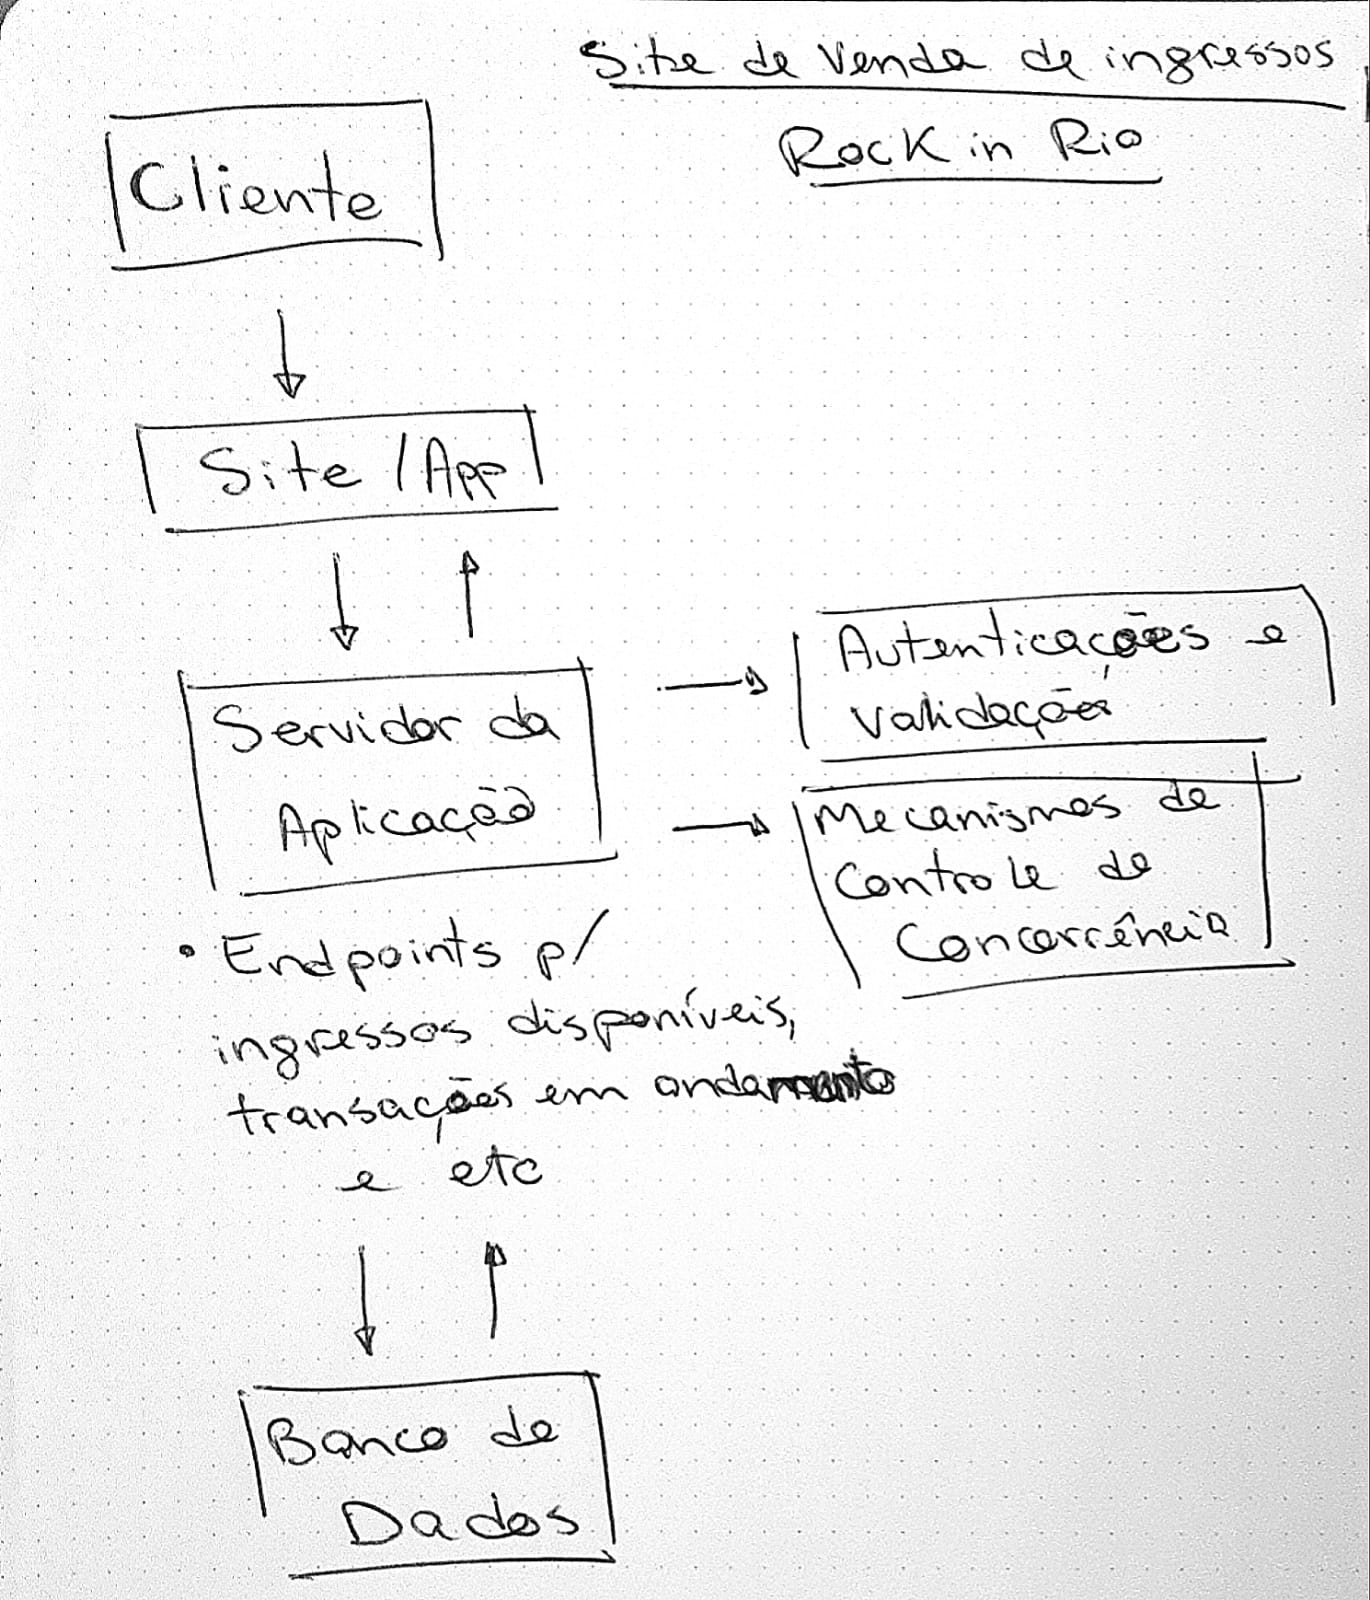 Site de Venda de ingressos
Rock in Rio
Cliente
Site / App
Servidor da
Aplicação
Autenticações e
validações
Mecanismos de
Controle de
Concorrência
• Endpoints p/
ingressos disponíveis,
transações em andamento
e etc
Banco de
Dados